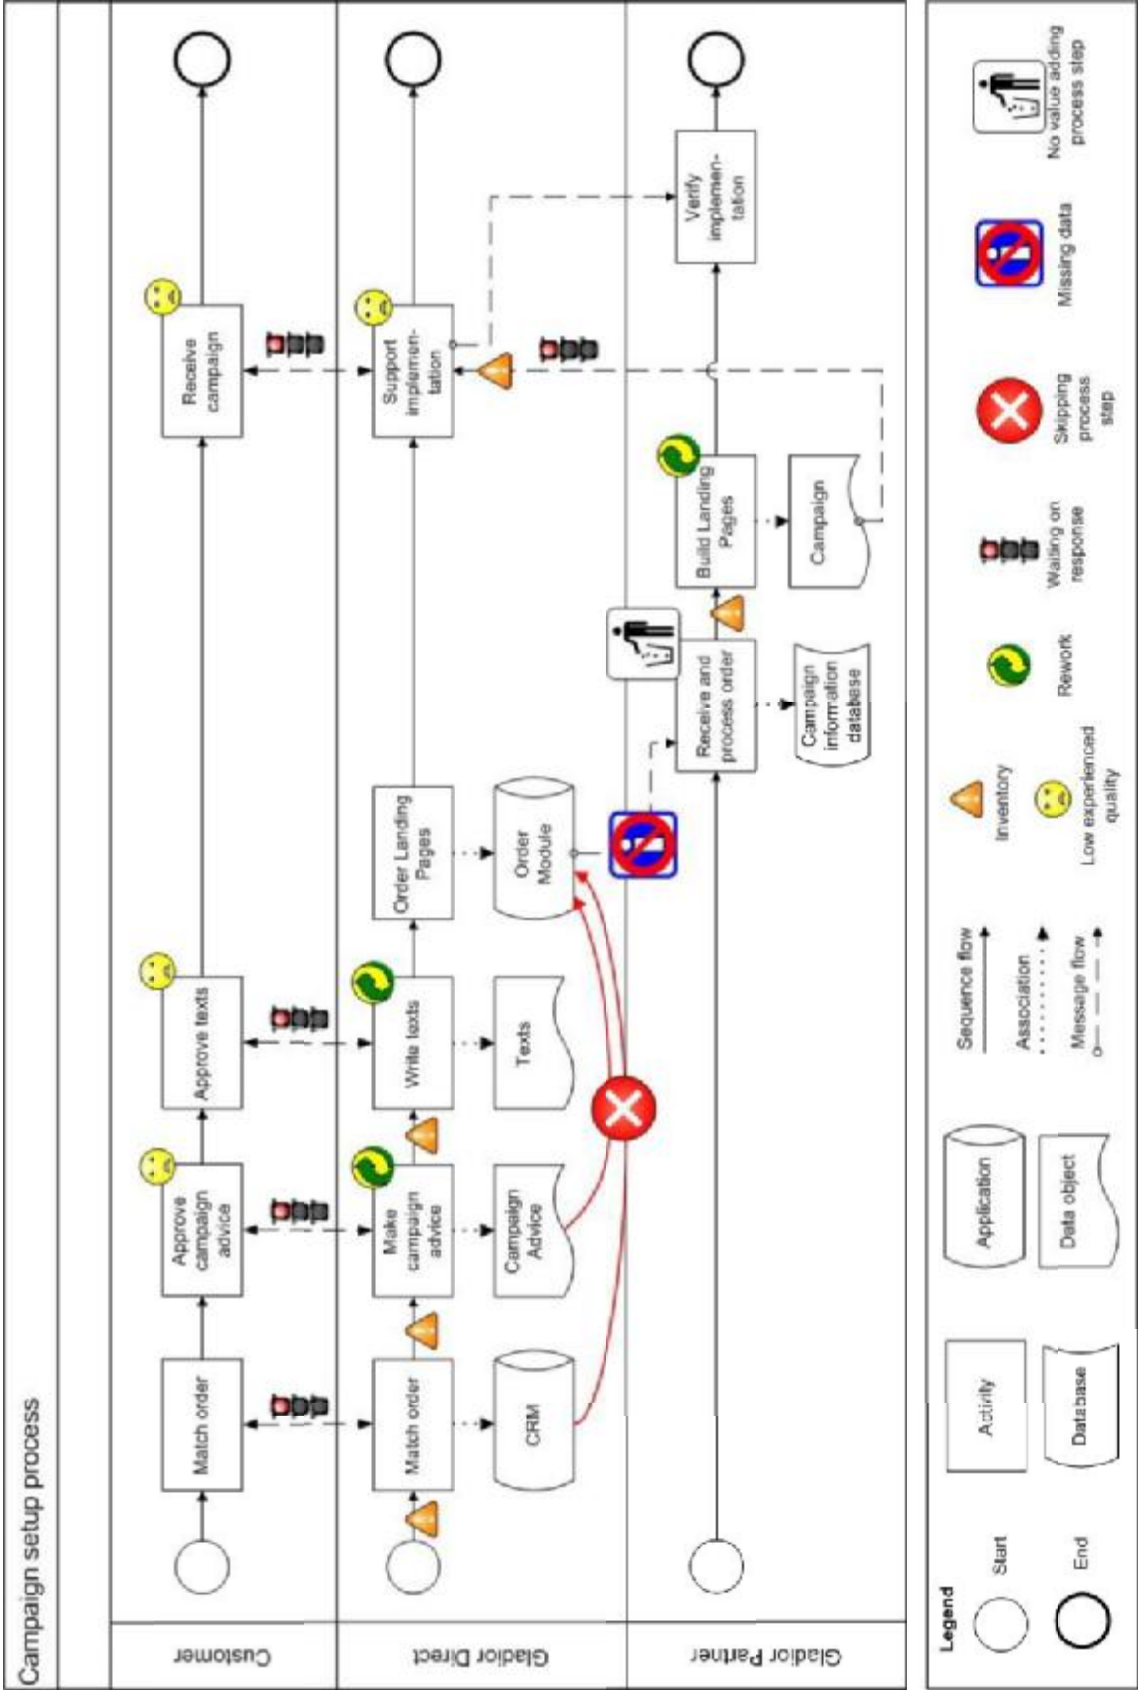 Campaign setup process
Customer
Match order
Approve
campaign
advice
Approve texts
Receive
campaign
Gladior Direct
Match order
Make
campaign
advice
Write texts
Order Landing
Pages
Support
implemen-
tation
CRM
Campaign
Advice
Texts
Order
Module
Gladior Partner
Receive and
process order
Build Landing
Pages
Verify
implemen-
tation
Campaign
information
database
Campaign
Legend
Start
End
Activity
Database
Application
Data object
Sequence flow
Association
Message flow
Inventory
Low experienced
quality
Rework
Waiting on
response
Skipping
process
step
Missing data
No value adding
process step